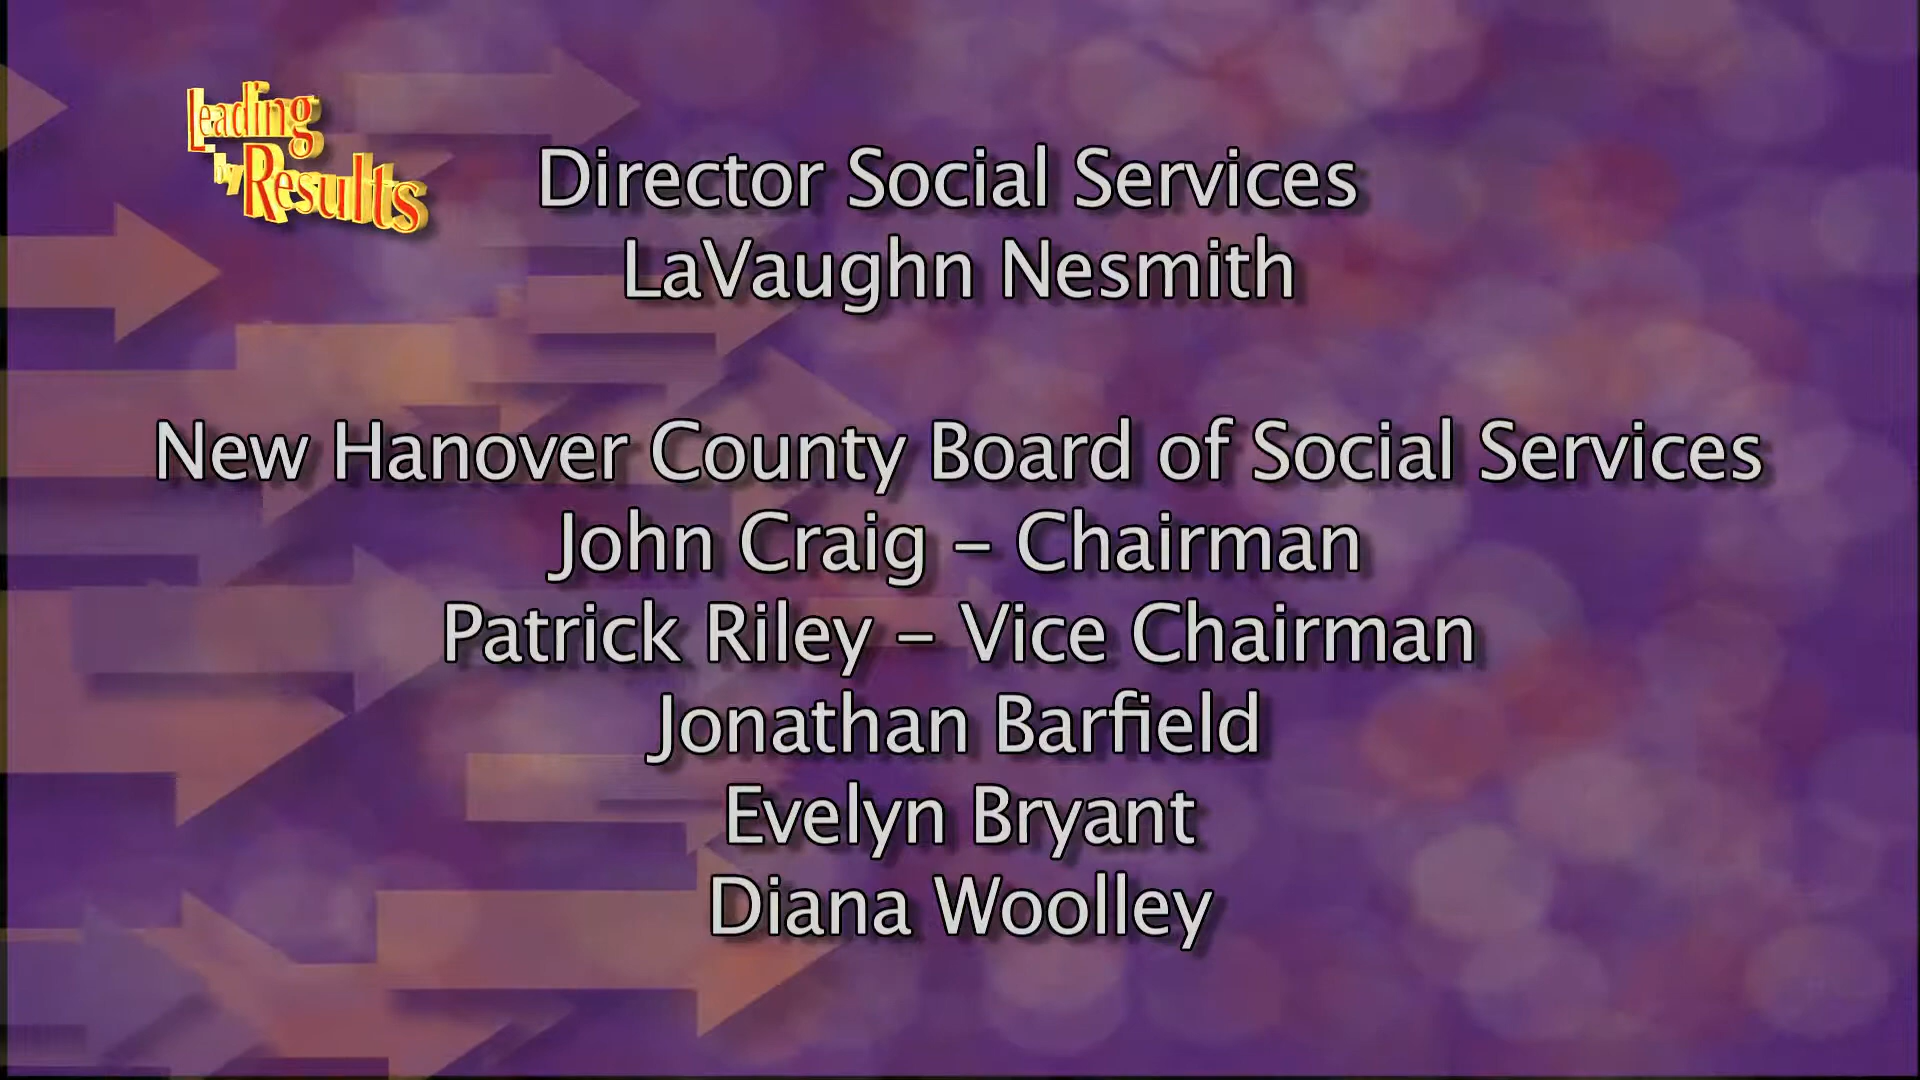 Leading
by
Results
Director Social Services
LaVaughn Nesmith
New Hanover County Board of Social Services
John Craig – Chairman
Patrick Riley – Vice Chairman
Jonathan Barfield
Evelyn Bryant
Diana Woolley